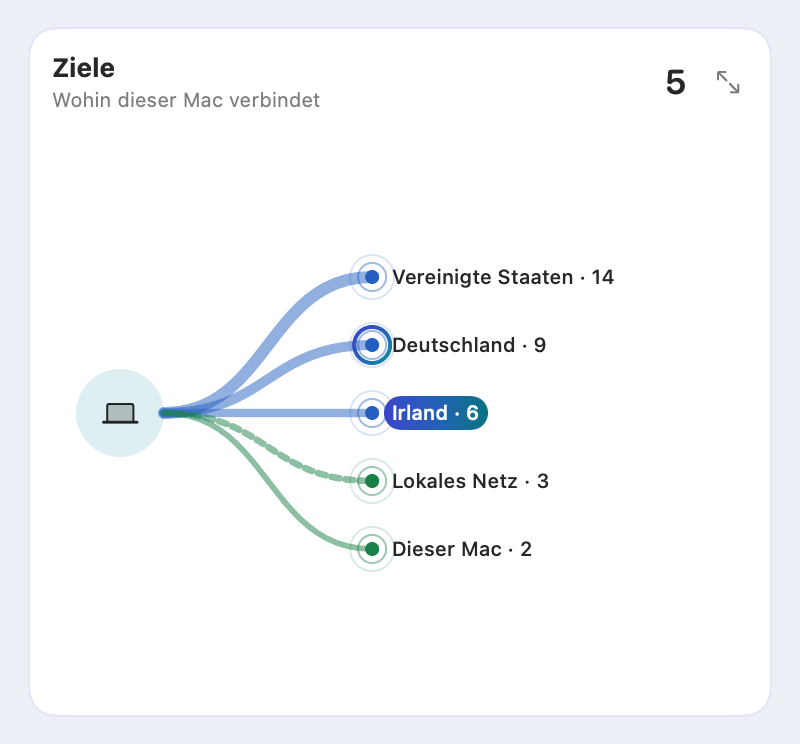 Ziele
Wohin dieser Mac verbindet
5
Vereinigte Staaten · 14
Deutschland · 9
Irland · 6
Lokales Netz · 3
Dieser Mac · 2